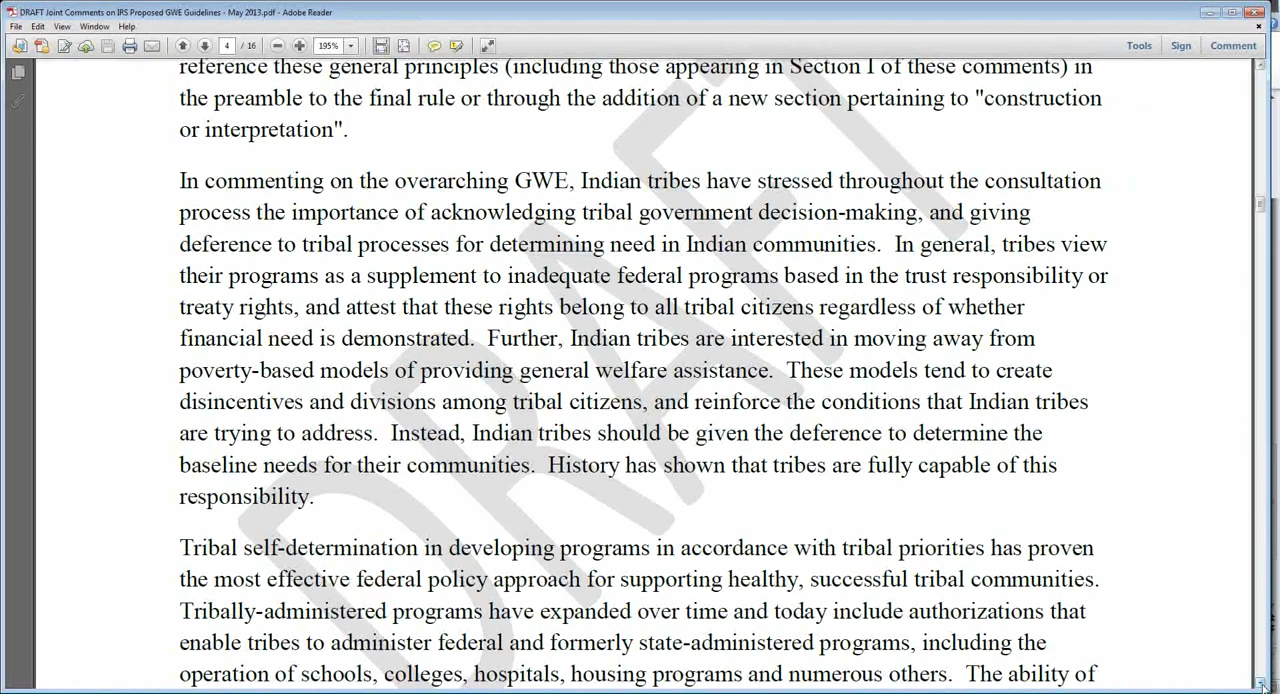 DRAFT Joint Comments on IRS Proposed GWE Guidelines - May 2013.pdf - Adobe Reader
File Edit View Window Help
4 / 16 195% Tools Sign Comment
reference these general principles (including those appearing in Section I of these comments) in
the preamble to the final rule or through the addition of a new section pertaining to "construction
or interpretation".
In commenting on the overarching GWE, Indian tribes have stressed throughout the consultation
process the importance of acknowledging tribal government decision-making, and giving
deference to tribal processes for determining need in Indian communities. In general, tribes view
their programs as a supplement to inadequate federal programs based in the trust responsibility or
treaty rights, and attest that these rights belong to all tribal citizens regardless of whether
financial need is demonstrated. Further, Indian tribes are interested in moving away from
poverty-based models of providing general welfare assistance. These models tend to create
disincentives and divisions among tribal citizens, and reinforce the conditions that Indian tribes
are trying to address. Instead, Indian tribes should be given the deference to determine the
baseline needs for their communities. History has shown that tribes are fully capable of this
responsibility.
Tribal self-determination in developing programs in accordance with tribal priorities has proven
the most effective federal policy approach for supporting healthy, successful tribal communities.
Tribally-administered programs have expanded over time and today include authorizations that
enable tribes to administer federal and formerly state-administered programs, including the
operation of schools, colleges, hospitals, housing programs and numerous others. The ability of
DRAFT